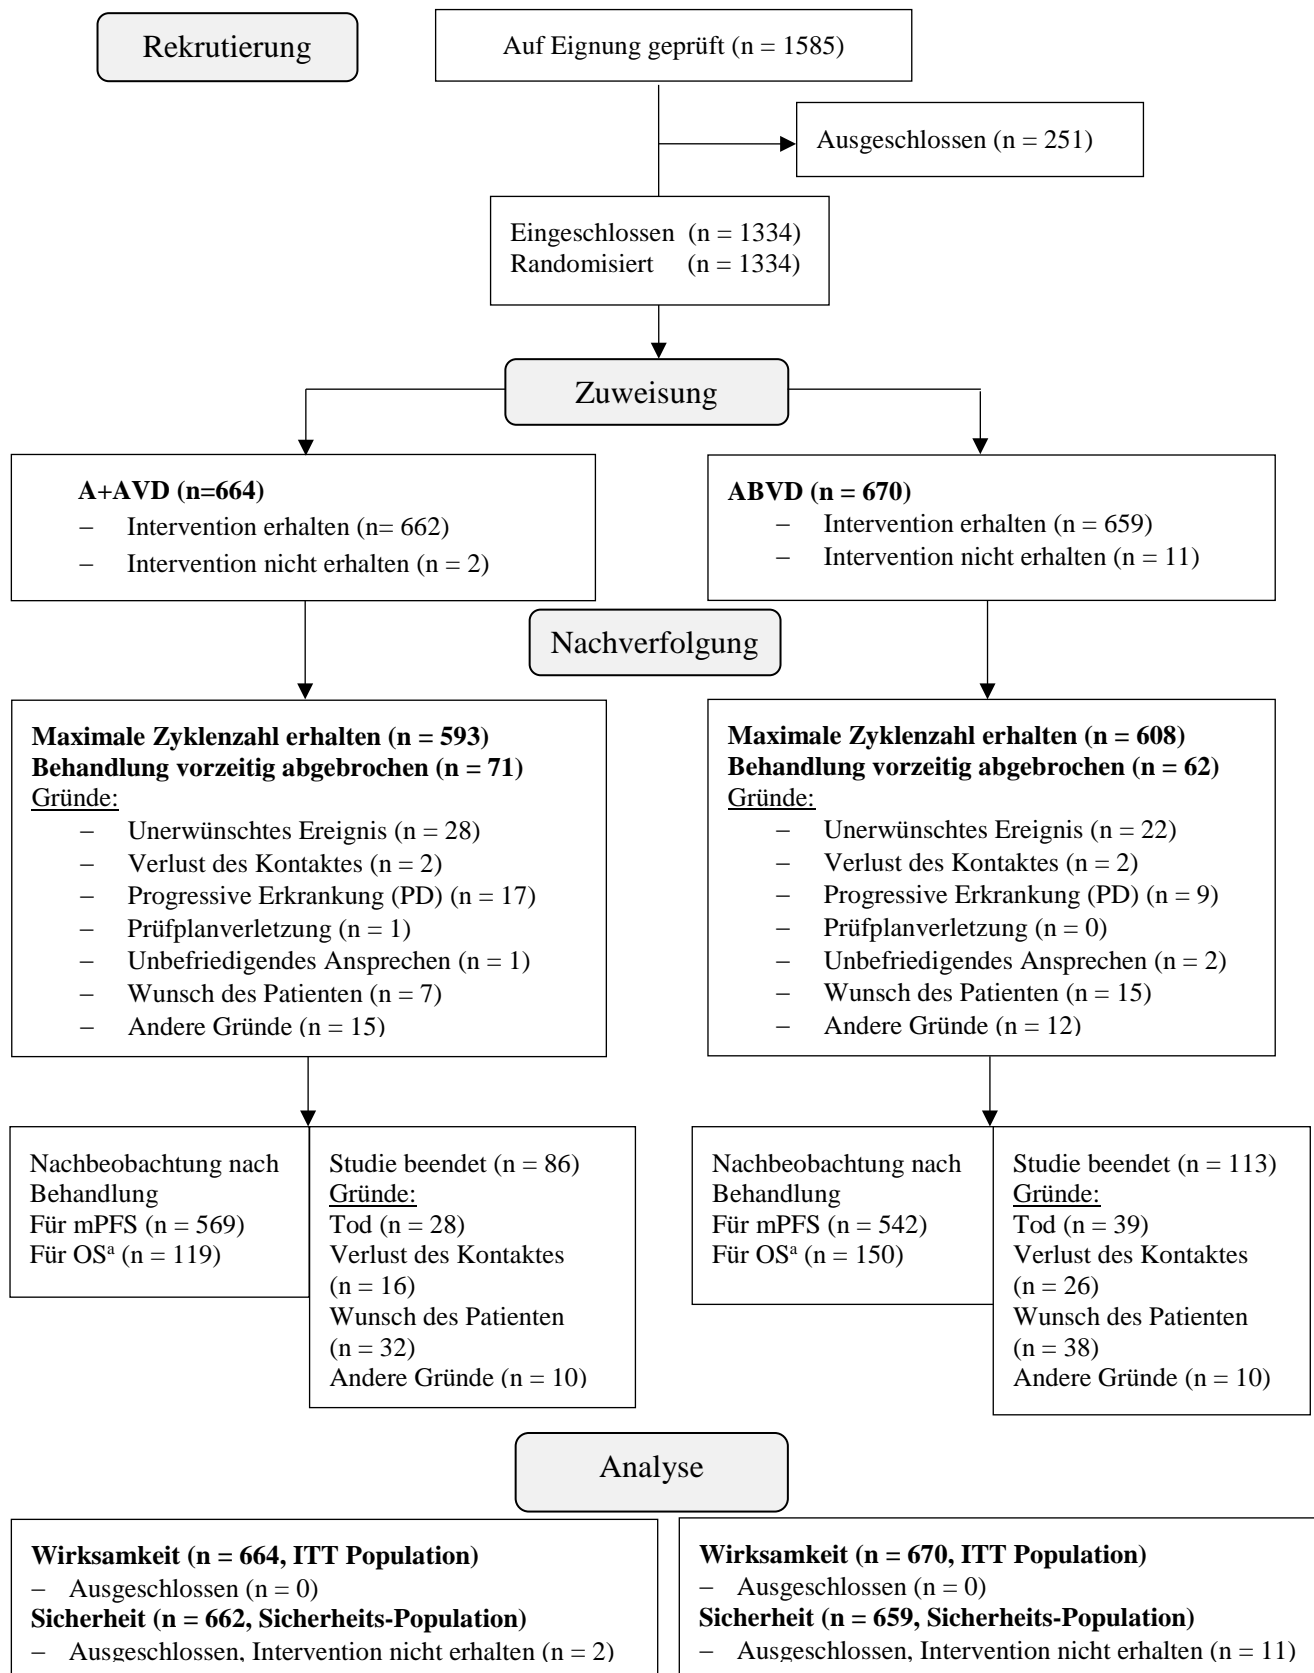 Rekrutierung
Auf Eignung geprüft (n = 1585)
Ausgeschlossen (n = 251)
Eingeschlossen (n = 1334)
Randomisiert (n = 1334)
Zuweisung
A+AVD (n=664)
– Intervention erhalten (n= 662)
– Intervention nicht erhalten (n = 2)
ABVD (n = 670)
– Intervention erhalten (n = 659)
– Intervention nicht erhalten (n = 11)
Nachverfolgung
Maximale Zyklenzahl erhalten (n = 593)
Behandlung vorzeitig abgebrochen (n = 71)
Gründe:
– Unerwünschtes Ereignis (n = 28)
– Verlust des Kontaktes (n = 2)
– Progressive Erkrankung (PD) (n = 17)
– Prüfplanverletzung (n = 1)
– Unbefriedigendes Ansprechen (n = 1)
– Wunsch des Patienten (n = 7)
– Andere Gründe (n = 15)
Maximale Zyklenzahl erhalten (n = 608)
Behandlung vorzeitig abgebrochen (n = 62)
Gründe:
– Unerwünschtes Ereignis (n = 22)
– Verlust des Kontaktes (n = 2)
– Progressive Erkrankung (PD) (n = 9)
– Prüfplanverletzung (n = 0)
– Unbefriedigendes Ansprechen (n = 2)
– Wunsch des Patienten (n = 15)
– Andere Gründe (n = 12)
Nachbeobachtung nach
Behandlung
Für mPFS (n = 569)
Für OSᵃ (n = 119)
Studie beendet (n = 86)
Gründe:
Tod (n = 28)
Verlust des Kontaktes
(n = 16)
Wunsch des Patienten
(n = 32)
Andere Gründe (n = 10)
Nachbeobachtung nach
Behandlung
Für mPFS (n = 542)
Für OSᵃ (n = 150)
Studie beendet (n = 113)
Gründe:
Tod (n = 39)
Verlust des Kontaktes
(n = 26)
Wunsch des Patienten
(n = 38)
Andere Gründe (n = 10)
Analyse
Wirksamkeit (n = 664, ITT Population)
– Ausgeschlossen (n = 0)
Sicherheit (n = 662, Sicherheits-Population)
– Ausgeschlossen, Intervention nicht erhalten (n = 2)
Wirksamkeit (n = 670, ITT Population)
– Ausgeschlossen (n = 0)
Sicherheit (n = 659, Sicherheits-Population)
– Ausgeschlossen, Intervention nicht erhalten (n = 11)